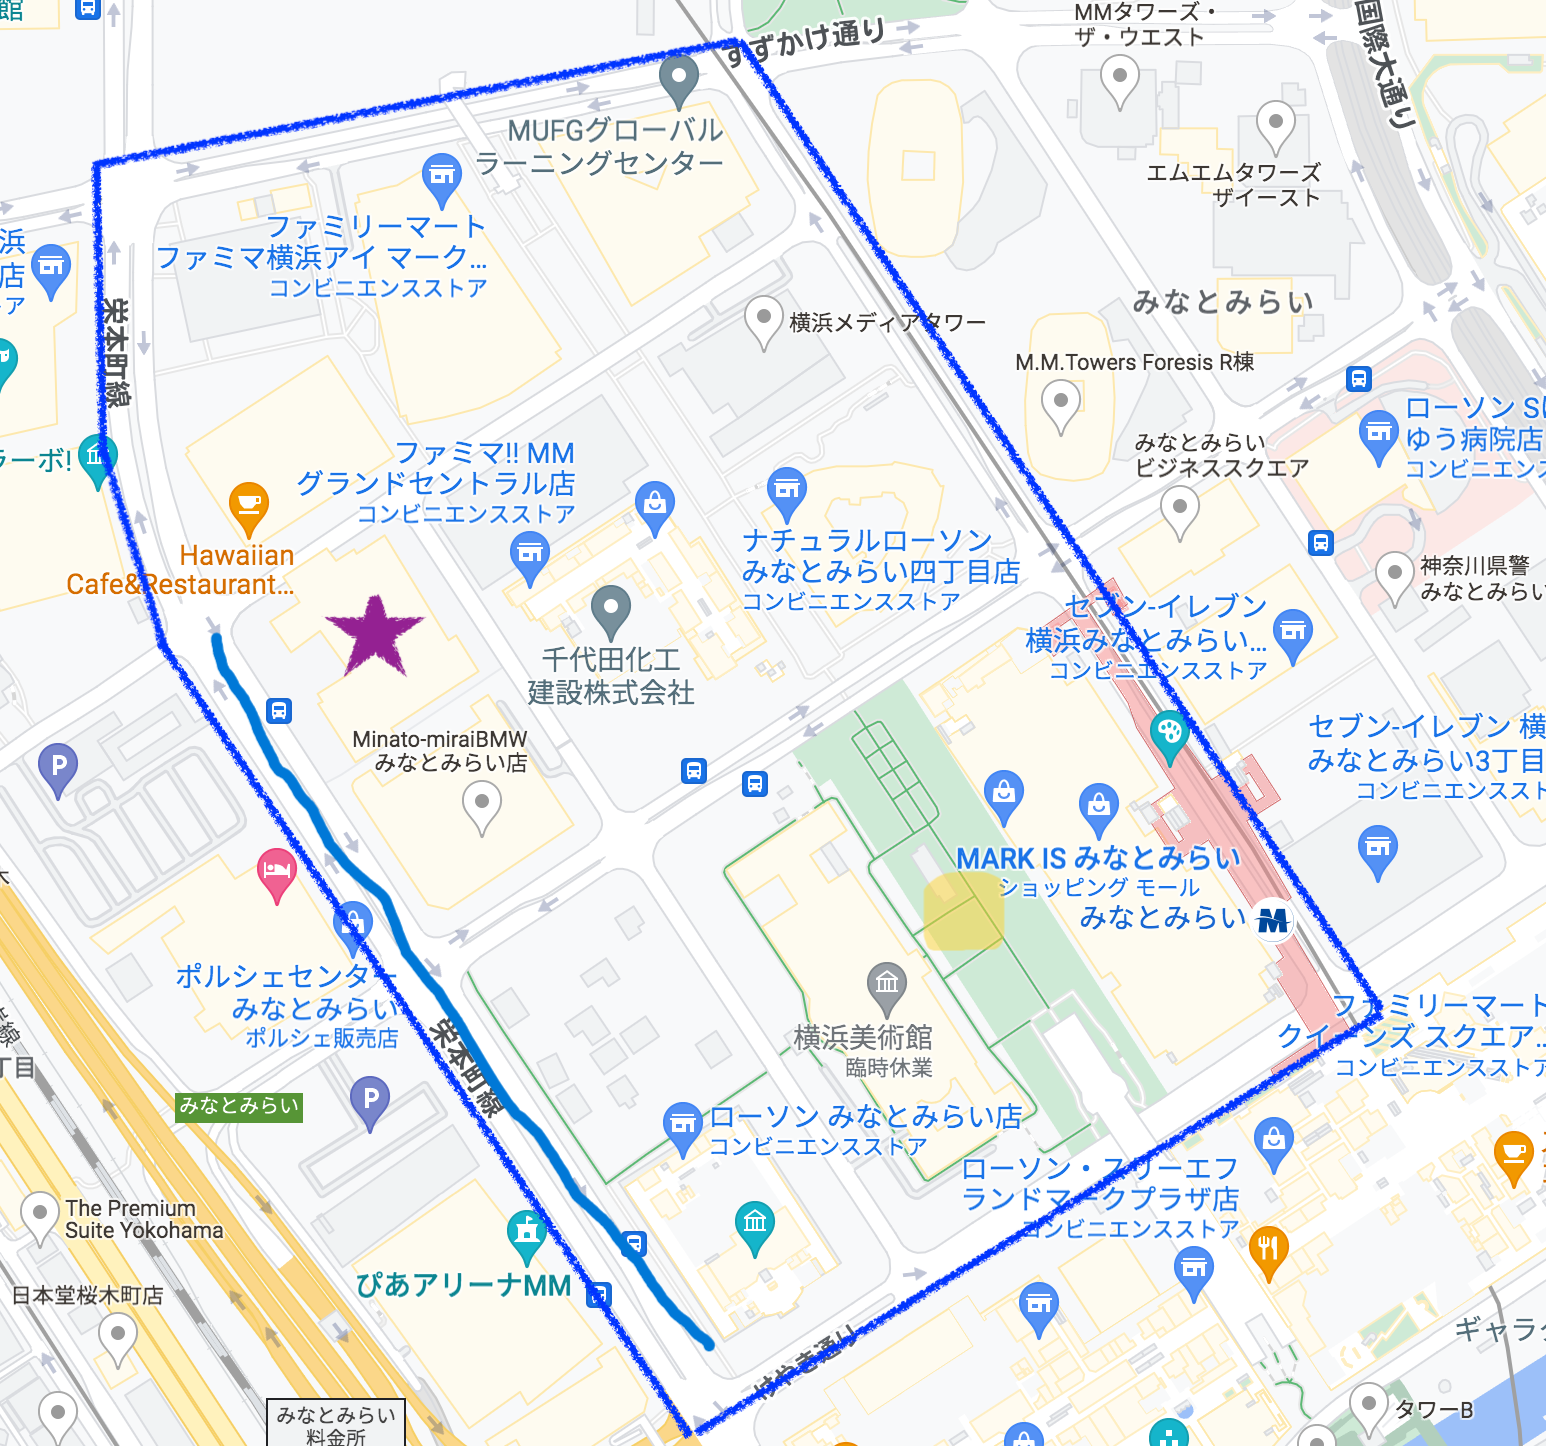 館
MMタワーズ・
ザ・ウエスト
国際大通り
すずかけ通り
MUFGグローバル
ラーニングセンター
エムエムタワーズ
ザイースト
ファミリーマート
ファミマ横浜アイ マーク...
コンビニエンスストア
浜
店
ア
栄本町線
横浜メディアタワー
みなとみらい
M.M.Towers Foresis R棟
ローソン Sは
ゆう病院店
コンビニエンス
みなとみらい
ビジネススクエア
ラーボ!
ファミマ!! MM
グランドセントラル店
コンビニエンスストア
ナチュラルローソン
みなとみらい四丁目店
コンビニエンスストア
Hawaiian
Cafe&Restaurant...
神奈川県警
みなとみらい
セブン-イレブン
横浜みなとみらい...
コンビニエンスストア
千代田化工
建設株式会社
Minato-miraiBMW
みなとみらい店
セブン-イレブン 横
みなとみらい3丁目
コンビニエンススト
P
MARK IS みなとみらい
ショッピング モール
みなとみらい
ポルシェセンター
みなとみらい
ポルシェ販売店
栄本町線
横浜美術館
臨時休業
ファミリーマート
クイーンズ スクエア...
コンビニエンスストア
丁目
みなとみらい
P
ローソン みなとみらい店
コンビニエンスストア
ローソン・スリーエフ
ランドマークプラザ店
コンビニエンスストア
The Premium
Suite Yokohama
ぴあアリーナMM
日本堂桜木町店
けやき通り
ギャラク
みなとみらい
料金所
タワーB